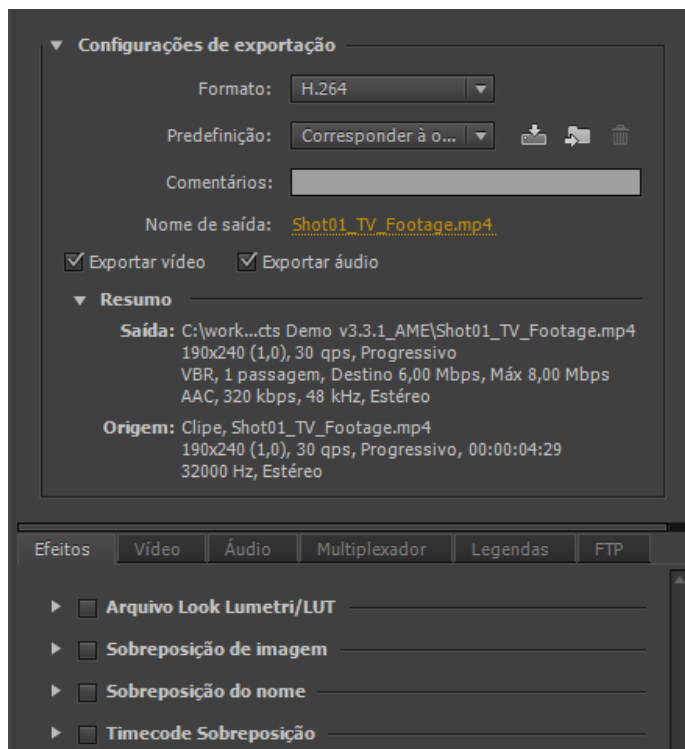 Configurações de exportação
Formato: H.264
Predefinição: Corresponder à o...
Comentários:
Nome de saída: Shot01_TV_Footage.mp4
Exportar vídeo Exportar áudio
Resumo
Saída: C:\work...cts Demo v3.3.1_AME\Shot01_TV_Footage.mp4
190x240 (1,0), 30 qps, Progressivo
VBR, 1 passagem, Destino 6,00 Mbps, Máx 8,00 Mbps
AAC, 320 kbps, 48 kHz, Estéreo
Origem: Clipe, Shot01_TV_Footage.mp4
190x240 (1,0), 30 qps, Progressivo, 00:00:04:29
32000 Hz, Estéreo
Efeitos Vídeo Áudio Multiplexador Legendas FTP
Arquivo Look Lumetri/LUT
Sobreposição de imagem
Sobreposição do nome
Timecode Sobreposição